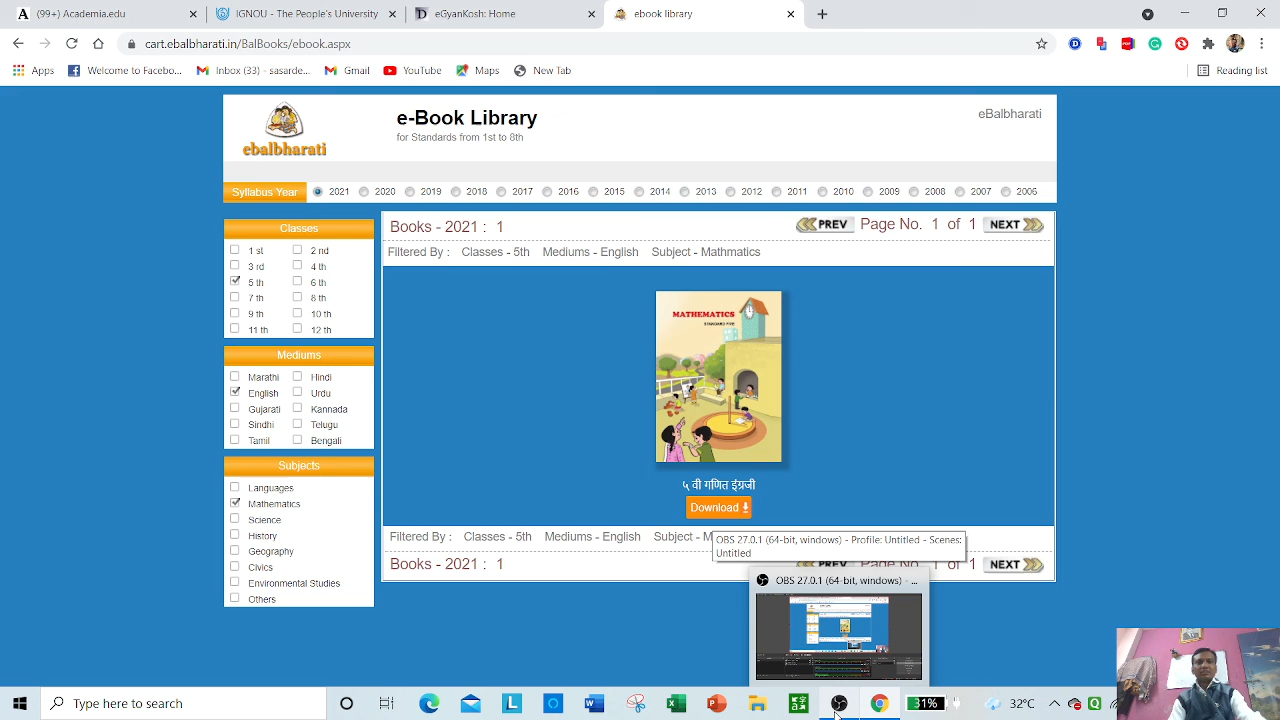 (99+) Academia.edu
IGNOU - The People's University
eGyanKosh: Home
ebook library
cart.ebalbharati.in/BalBooks/ebook.aspx
Apps
Welcome to Facebo...
Inbox (33) - sasarde...
Gmail
YouTube
Maps
New Tab
Reading list
ebalbharati
e-Book Library
for Standards from 1st to 8th
eBalbharati
Syllabus Year
2021 2020 2019 2018 2017 2016 2015 2014 2013 2012 2011 2010 2009 2008 2007 2006
Classes
1 st 2 nd
3 rd 4 th
5 th 6 th
7 th 8 th
9 th 10 th
11 th 12 th
Mediums
Marathi Hindi
English Urdu
Gujarati Kannada
Sindhi Telugu
Tamil Bengali
Subjects
Languages
Mathematics
Science
History
Geography
Civics
Environmental Studies
Others
Books - 2021 : 1
PREV Page No. 1 of 1 NEXT
Filtered By : Classes - 5th Mediums - English Subject - Mathmatics
MATHEMATICS
STANDARD FIVE
५ वी गणित इंग्रजी
Download
Filtered By : Classes - 5th Mediums - English Subject - M
OBS 27.0.1 (64-bit, windows) - Profile: Untitled - Scenes:
Untitled
Books - 2021 : 1
PREV Page No. 1 of 1 NEXT
OBS 27.0.1 (64-bit, windows) - ...
Type here to search
31%
32°C